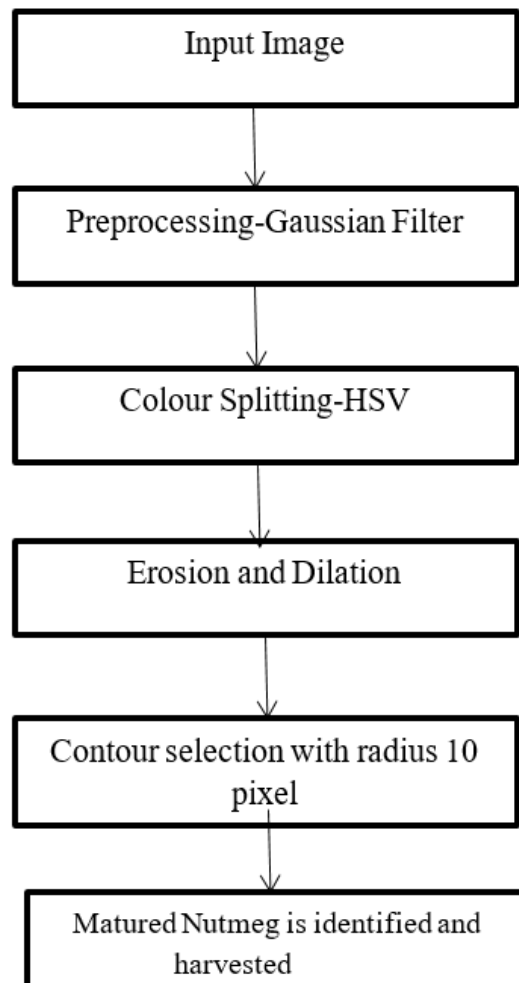 Input Image
Preprocessing-Gaussian Filter
Colour Splitting-HSV
Erosion and Dilation
Contour selection with radius 10
pixel
Matured Nutmeg is identified and
harvested